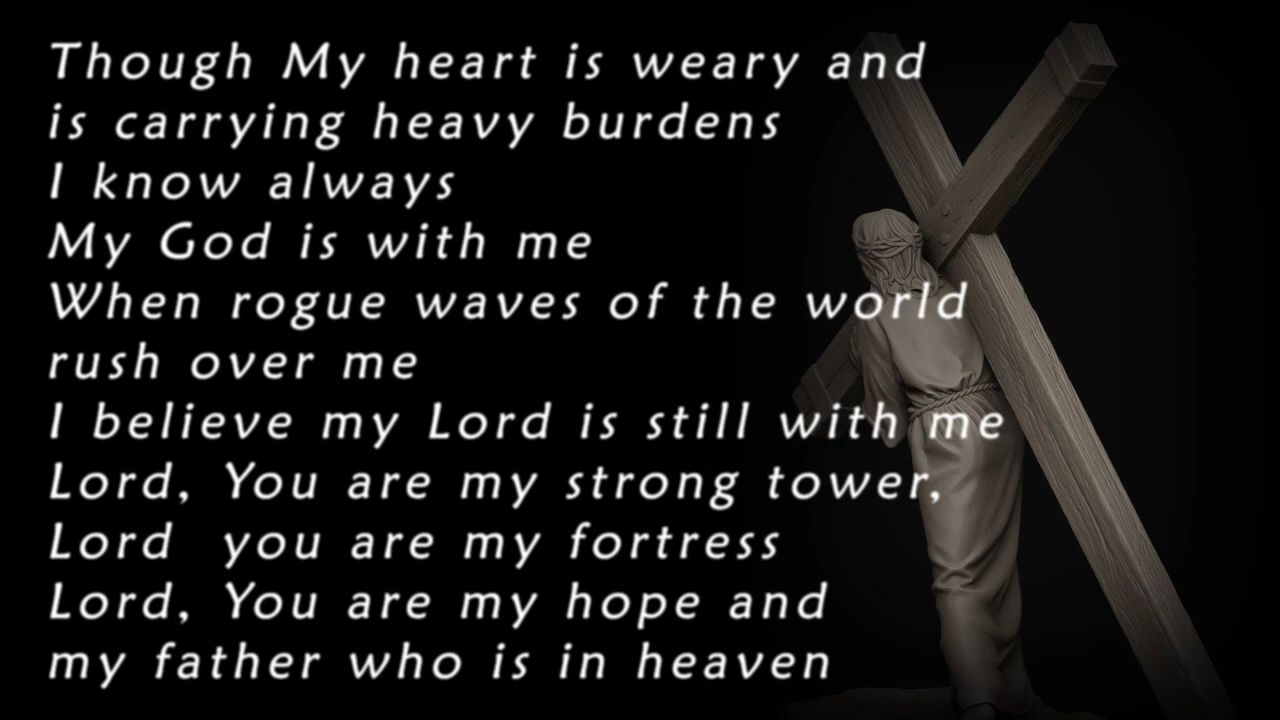 Though My heart is weary and
is carrying heavy burdens
I know always
My God is with me
When rogue waves of the world
rush over me
I believe my Lord is still with me
Lord, You are my strong tower,
Lord  you are my fortress
Lord, You are my hope and
my father who is in heaven